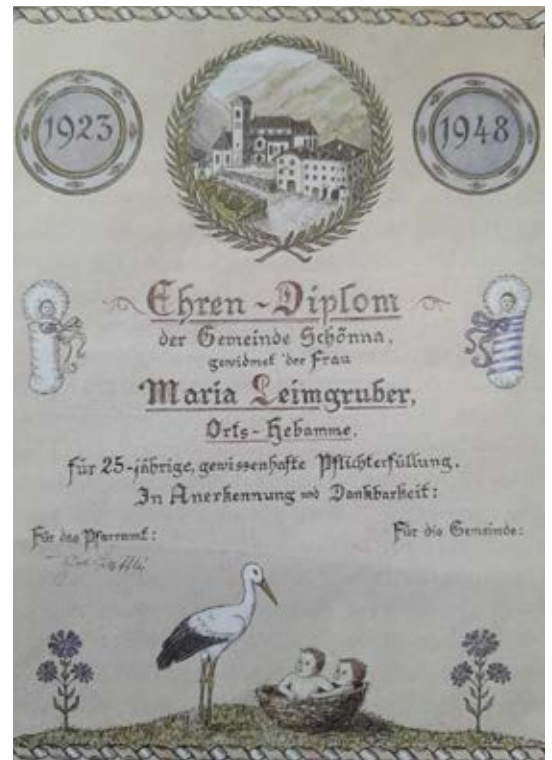 1923
1948
Ehren-Diplom
der Gemeinde Schönna,
gewidmet der Frau
Maria Leimgruber,
Orts-Hebamme,
für 25-jährige, gewissenhafte Pflichterfüllung.
In Anerkennung und Dankbarkeit:
Für das Pfarramt:
Für die Gemeinde: